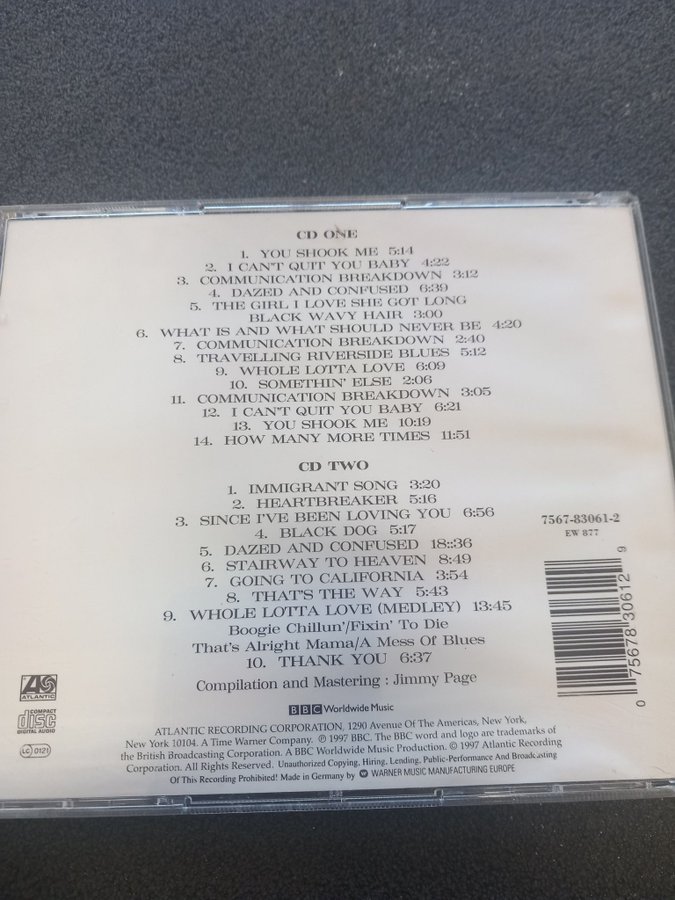 CD ONE
1. YOU SHOOK ME 5:14
2. I CAN'T QUIT YOU BABY 4:22
3. COMMUNICATION BREAKDOWN 3:12
4. DAZED AND CONFUSED 6:39
5. THE GIRL I LOVE SHE GOT LONG
BLACK WAVY HAIR 3:00
6. WHAT IS AND WHAT SHOULD NEVER BE 4:20
7. COMMUNICATION BREAKDOWN 2:40
8. TRAVELLING RIVERSIDE BLUES 5:12
9. WHOLE LOTTA LOVE 6:09
10. SOMETHIN' ELSE 2:06
11. COMMUNICATION BREAKDOWN 3:05
12. I CAN'T QUIT YOU BABY 6:21
13. YOU SHOOK ME 10:19
14. HOW MANY MORE TIMES 11:51
CD TWO
1. IMMIGRANT SONG 3:20
2. HEARTBREAKER 5:16
3. SINCE I'VE BEEN LOVING YOU 6:56
4. BLACK DOG 5:17
5. DAZED AND CONFUSED 18::36
6. STAIRWAY TO HEAVEN 8:49
7. GOING TO CALIFORNIA 3:54
8. THAT'S THE WAY 5:43
9. WHOLE LOTTA LOVE (MEDLEY) 13:45
Boogie Chillun'/Fixin' To Die
That's Alright Mama/A Mess Of Blues
10. THANK YOU 6:37
Compilation and Mastering : Jimmy Page
7567-83061-2
EW 877
0 75678 30612 9
ATLANTIC
COMPACT
disc
DIGITAL AUDIO
LC 0121
BBC Worldwide Music
ATLANTIC RECORDING CORPORATION, 1290 Avenue Of The Americas, New York,
New York 10104. A Time Warner Company. ℗ 1997 BBC. The BBC word and logo are trademarks of
the British Broadcasting Corporation. A BBC Worldwide Music Production. © 1997 Atlantic Recording
Corporation. All Rights Reserved. Unauthorized Copying, Hiring, Lending, Public-Performance And Broadcasting
Of This Recording Prohibited! Made in Germany by WARNER MUSIC MANUFACTURING EUROPE